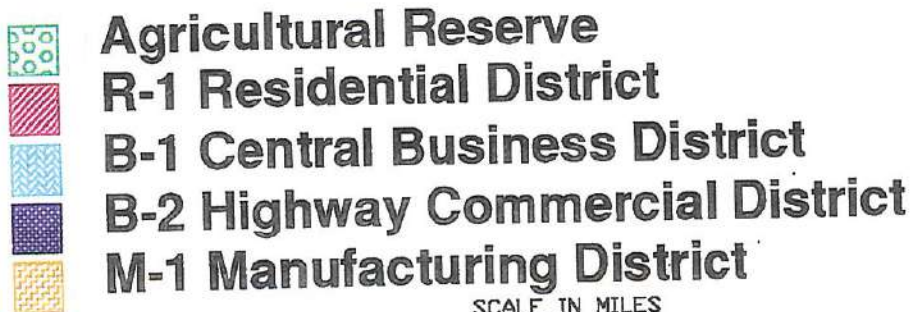 Agricultural Reserve
R-1 Residential District
B-1 Central Business District
B-2 Highway Commercial District
M-1 Manufacturing District
SCALE IN MILES